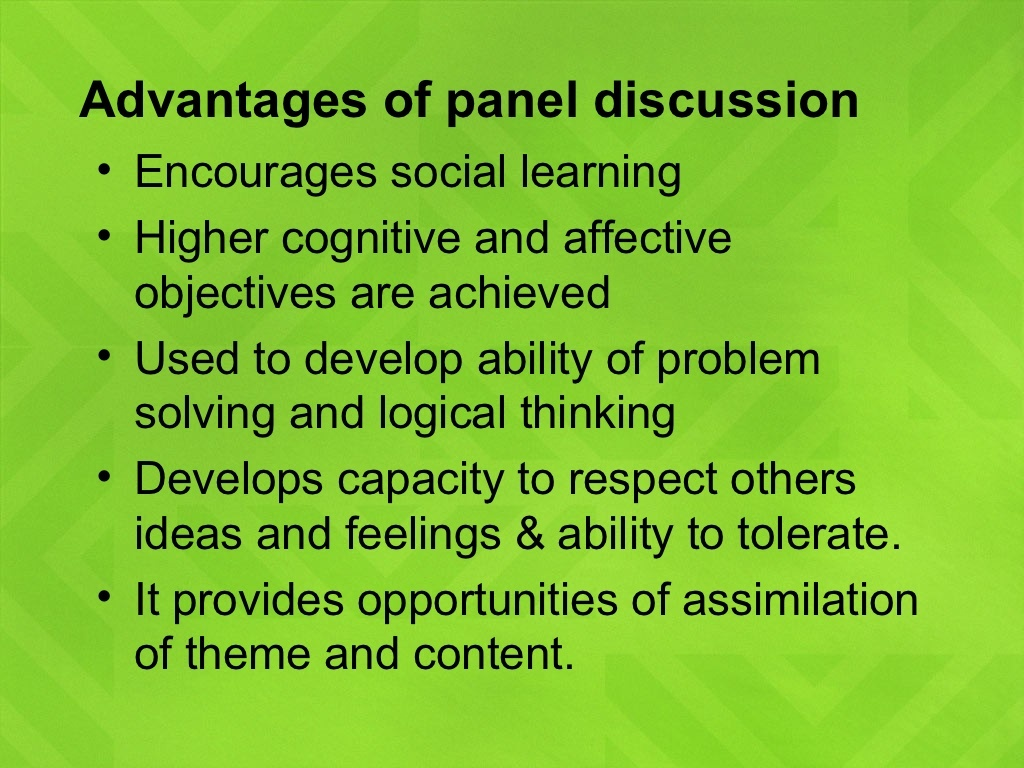 Advantages of panel discussion
• Encourages social learning
• Higher cognitive and affective
objectives are achieved
• Used to develop ability of problem
solving and logical thinking
• Develops capacity to respect others
ideas and feelings & ability to tolerate.
• It provides opportunities of assimilation
of theme and content.